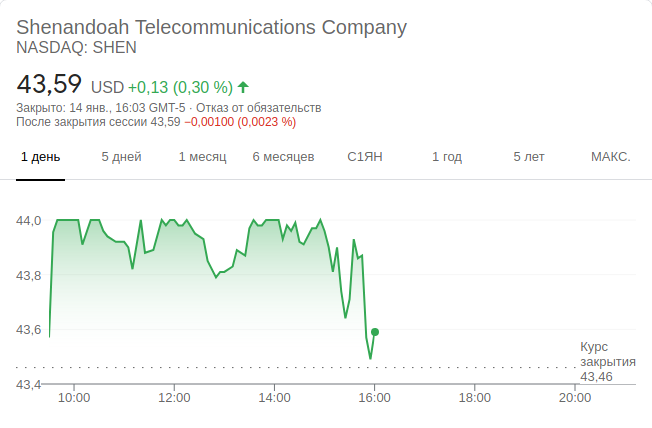 Shenandoah Telecommunications Company
NASDAQ: SHEN
43,59 USD +0,13 (0,30 %)
Закрыто: 14 янв., 16:03 GMT-5 · Отказ от обязательств
После закрытия сессии 43,59 −0,00100 (0,0023 %)
1 день 5 дней 1 месяц 6 месяцев С1ЯН 1 год 5 лет МАКС.
44,0
43,8
43,6
Курс
закрытия
43,46
43,4
10:00 12:00 14:00 16:00 18:00 20:00